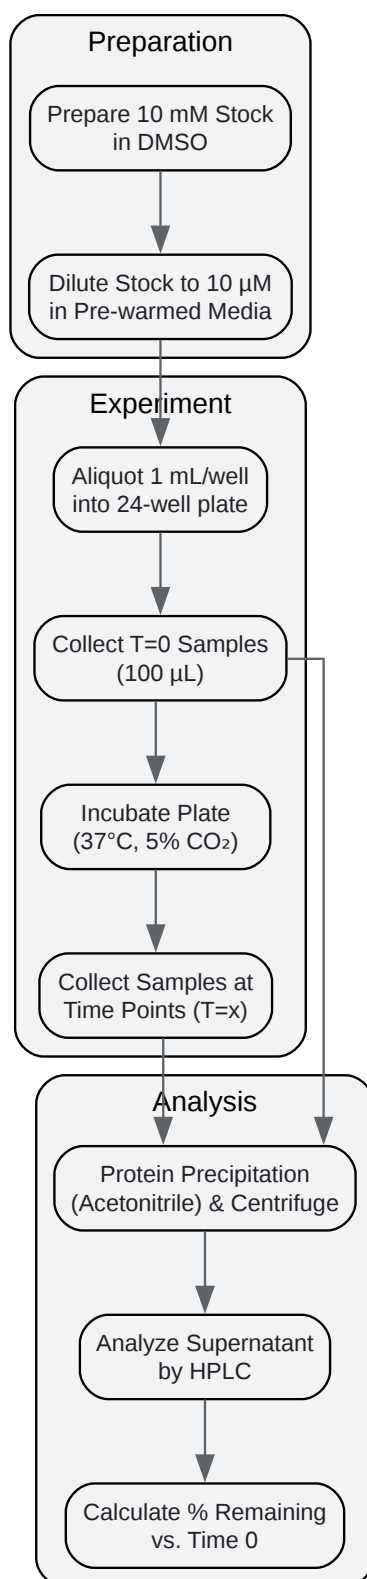 Preparation
Prepare 10 mM Stock
in DMSO
Dilute Stock to 10 µM
in Pre-warmed Media
Experiment
Aliquot 1 mL/well
into 24-well plate
Collect T=0 Samples
(100 µL)
Incubate Plate
(37°C, 5% CO₂)
Collect Samples at
Time Points (T=x)
Analysis
Protein Precipitation
(Acetonitrile) & Centrifuge
Analyze Supernatant
by HPLC
Calculate % Remaining
vs. Time 0